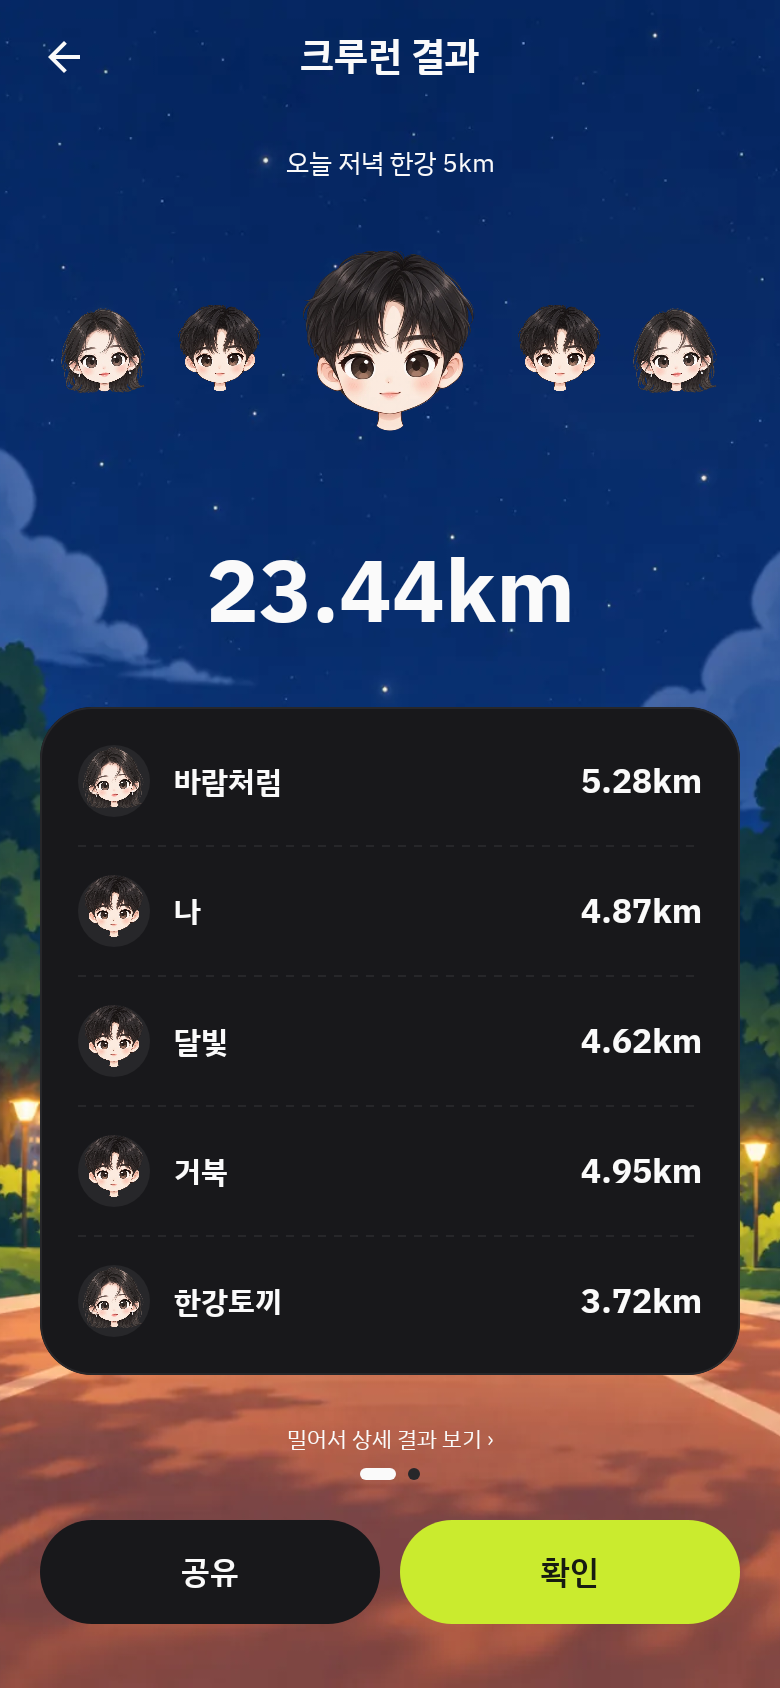 크루런 결과
오늘 저녁 한강 5km
23.44km
바람처럼 5.28km
나 4.87km
달빛 4.62km
거북 4.95km
한강토끼 3.72km
밀어서 상세 결과 보기 ›
공유 확인